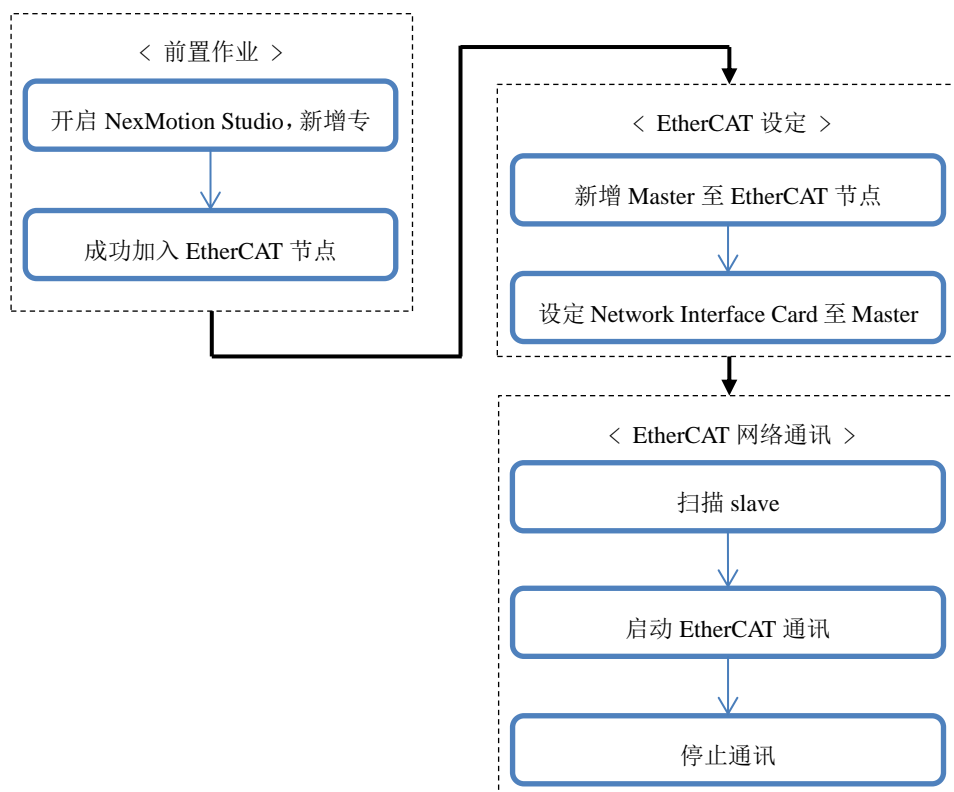 < 前置作业 >
开启 NexMotion Studio，新增专
成功加入 EtherCAT 节点
< EtherCAT 设定 >
新增 Master 至 EtherCAT 节点
设定 Network Interface Card 至 Master
< EtherCAT 网络通讯 >
扫描 slave
启动 EtherCAT 通讯
停止通讯